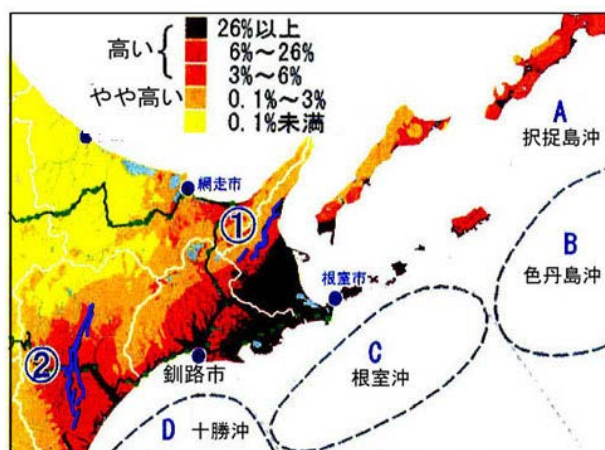 高い
やや高い
26%以上
6%～26%
3%～6%
0.1%～3%
0.1%未満
A
択捉島沖
網走市
①
B
色丹島沖
根室市
C
根室沖
②
釧路市
D 十勝沖